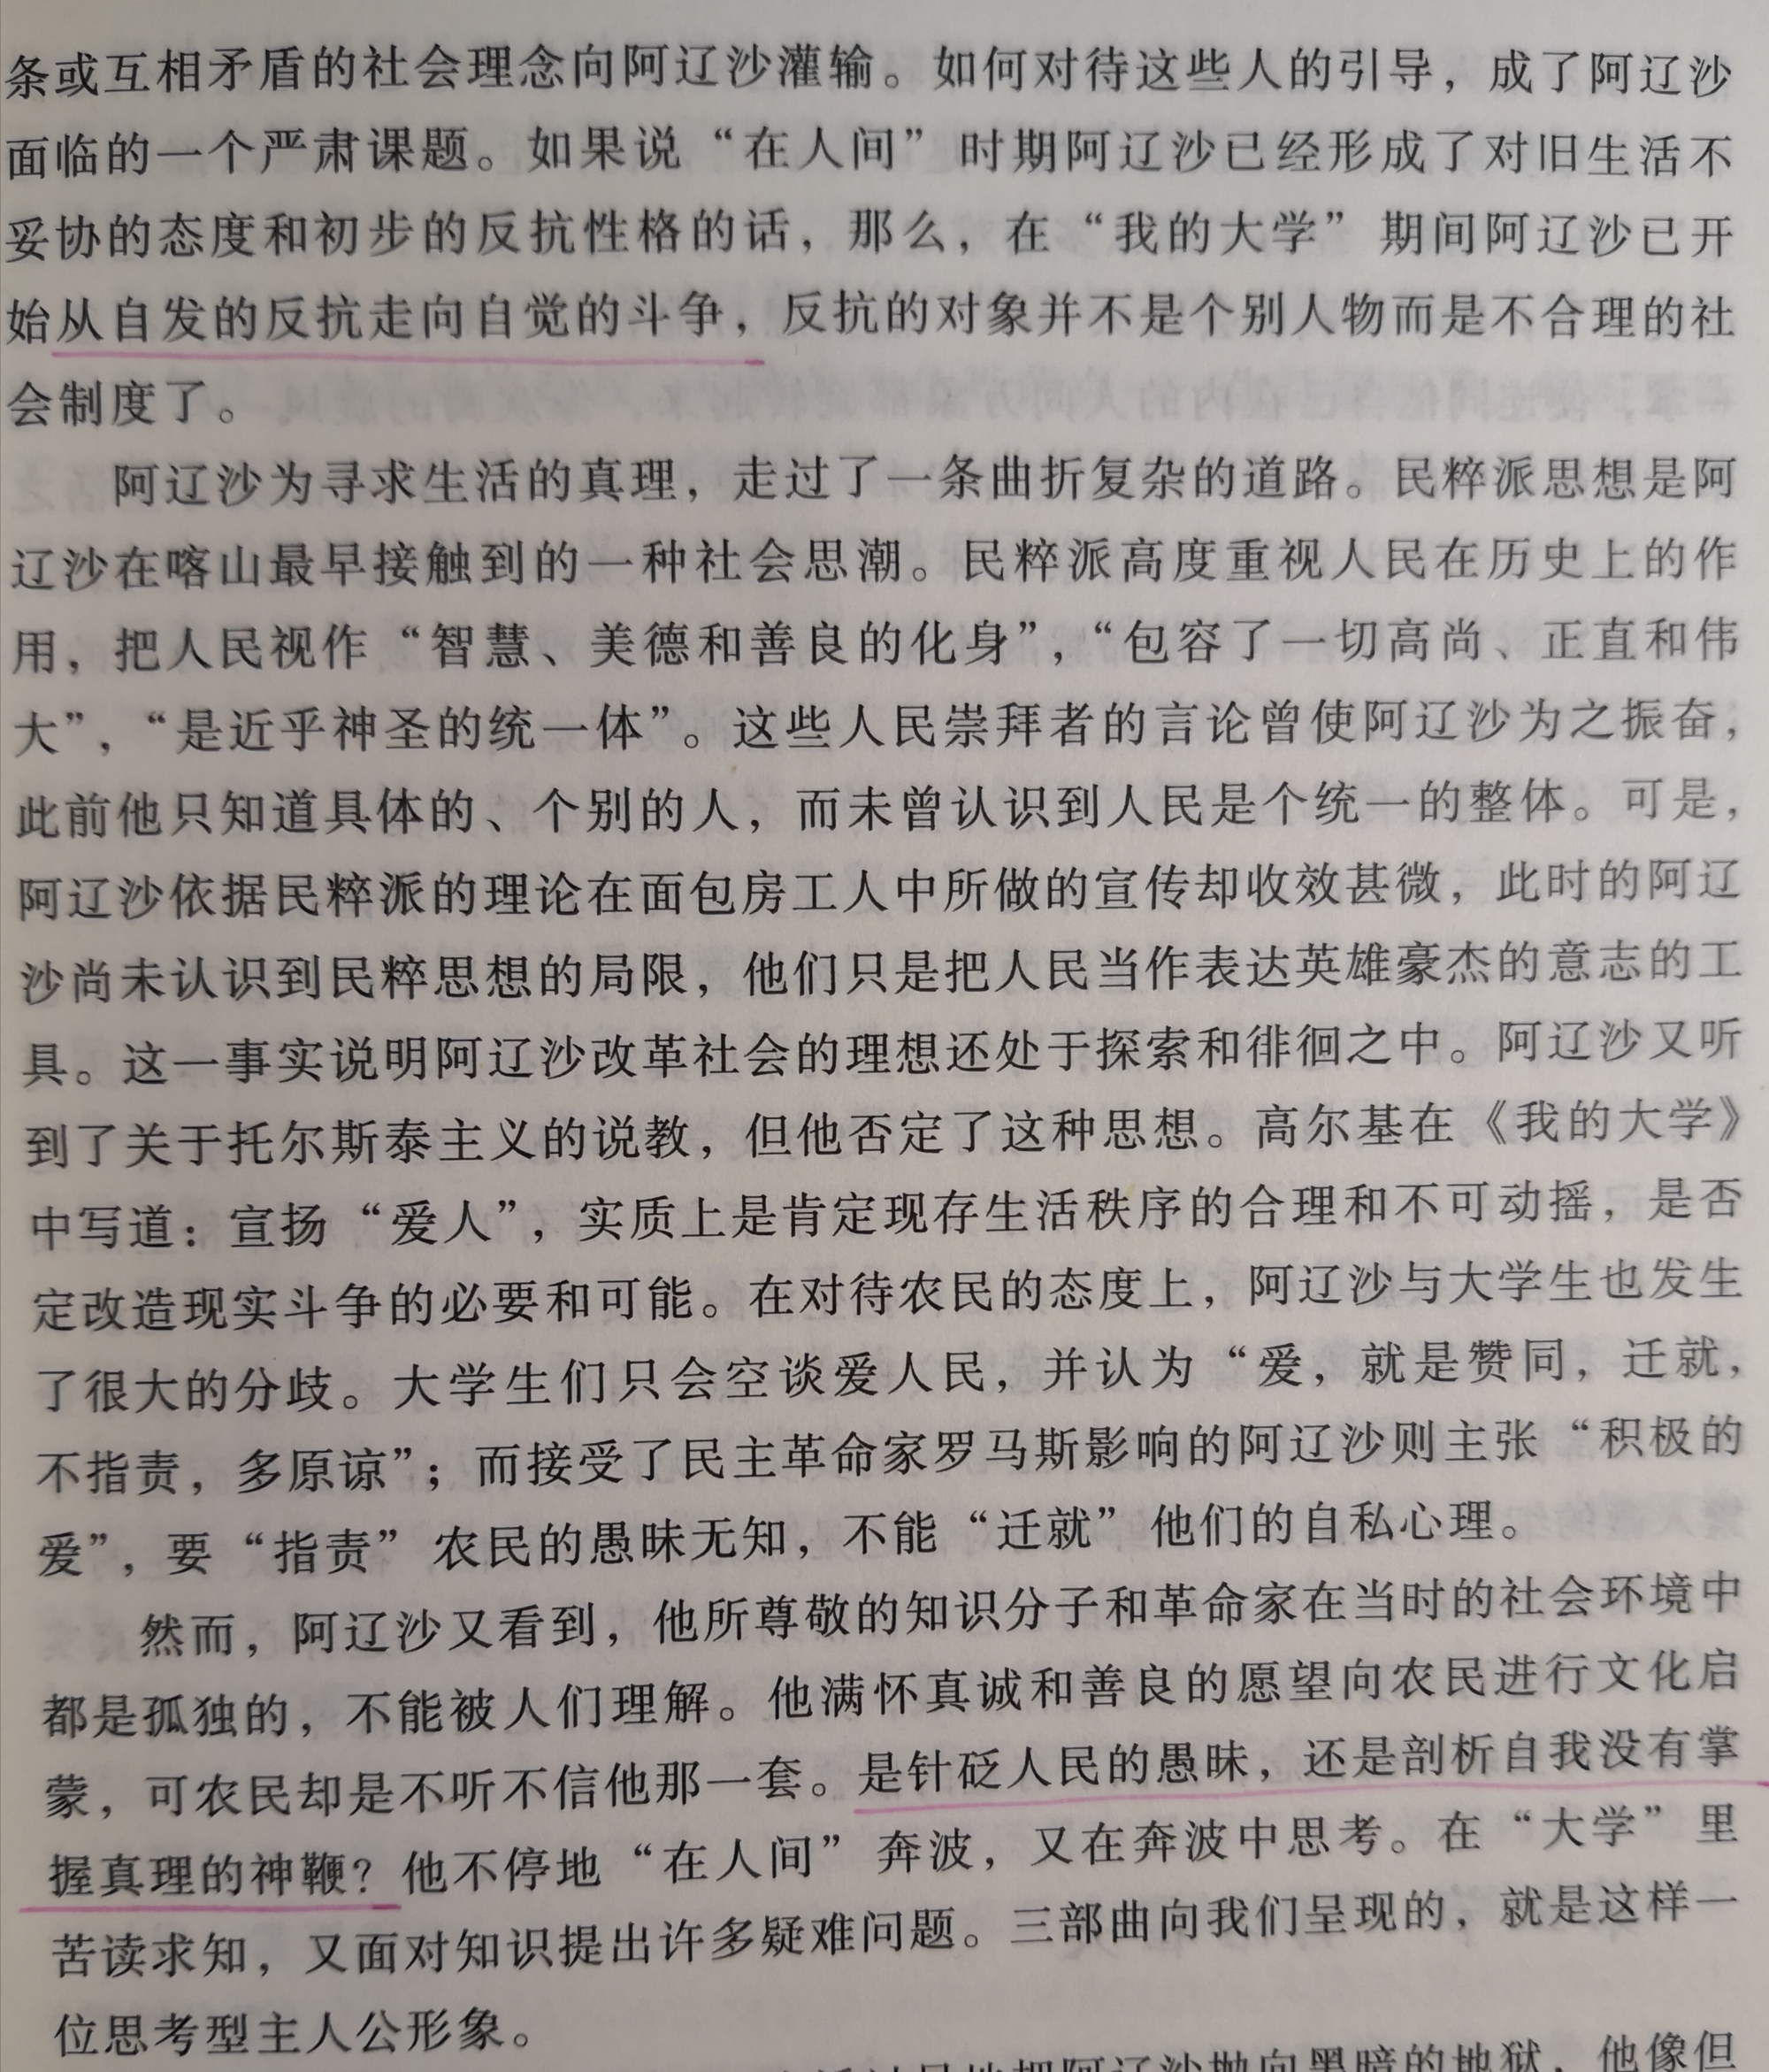 条或互相矛盾的社会理念向阿辽沙灌输。如何对待这些人的引导，成了阿辽沙
面临的一个严肃课题。如果说“在人间”时期阿辽沙已经形成了对旧生活不
妥协的态度和初步的反抗性格的话，那么，在“我的大学”期间阿辽沙已开
始从自发的反抗走向自觉的斗争，反抗的对象并不是个别人物而是不合理的社
会制度了。
阿辽沙为寻求生活的真理，走过了一条曲折复杂的道路。民粹派思想是阿
辽沙在喀山最早接触到的一种社会思潮。民粹派高度重视人民在历史上的作
用，把人民视作“智慧、美德和善良的化身”，“包容了一切高尚、正直和伟
大”，“是近乎神圣的统一体”。这些人民崇拜者的言论曾使阿辽沙为之振奋，
此前他只知道具体的、个别的人，而未曾认识到人民是个统一的整体。可是，
阿辽沙依据民粹派的理论在面包房工人中所做的宣传却收效甚微，此时的阿辽
沙尚未认识到民粹思想的局限，他们只是把人民当作表达英雄豪杰的意志的工
具。这一事实说明阿辽沙改革社会的理想还处于探索和徘徊之中。阿辽沙又听
到了关于托尔斯泰主义的说教，但他否定了这种思想。高尔基在《我的大学》
中写道：宣扬“爱人”，实质上是肯定现存生活秩序的合理和不可动摇，是否
定改造现实斗争的必要和可能。在对待农民的态度上，阿辽沙与大学生也发生
了很大的分歧。大学生们只会空谈爱人民，并认为“爱，就是赞同，迁就，
不指责，多原谅”；而接受了民主革命家罗马斯影响的阿辽沙则主张“积极的
爱”，要“指责”农民的愚昧无知，不能“迁就”他们的自私心理。
然而，阿辽沙又看到，他所尊敬的知识分子和革命家在当时的社会环境中
都是孤独的，不能被人们理解。他满怀真诚和善良的愿望向农民进行文化启
蒙，可农民却是不听不信他那一套。是针砭人民的愚昧，还是剖析自我没有掌
握真理的神鞭？他不停地“在人间”奔波，又在奔波中思考。在“大学”里
苦读求知，又面对知识提出许多疑难问题。三部曲向我们呈现的，就是这样一
位思考型主人公形象。
把阿辽沙抛向黑暗的地狱，他像但